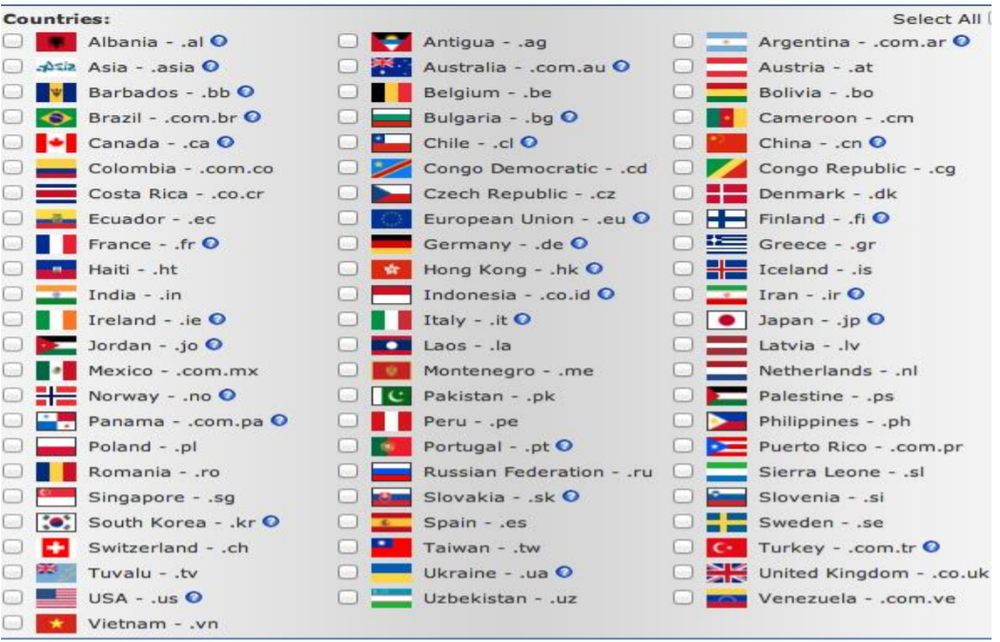 Countries: Select All
Albania - .al Antigua - .ag Argentina - .com.ar
Asia Asia - .asia Australia - .com.au Austria - .at
Barbados - .bb Belgium - .be Bolivia - .bo
Brazil - .com.br Bulgaria - .bg Cameroon - .cm
Canada - .ca Chile - .cl China - .cn
Colombia - .com.co Congo Democratic - .cd Congo Republic - .cg
Costa Rica - .co.cr Czech Republic - .cz Denmark - .dk
Ecuador - .ec European Union - .eu Finland - .fi
France - .fr Germany - .de Greece - .gr
Haiti - .ht Hong Kong - .hk Iceland - .is
India - .in Indonesia - .co.id Iran - .ir
Ireland - .ie Italy - .it Japan - .jp
Jordan - .jo Laos - .la Latvia - .lv
Mexico - .com.mx Montenegro - .me Netherlands - .nl
Norway - .no Pakistan - .pk Palestine - .ps
Panama - .com.pa Peru - .pe Philippines - .ph
Poland - .pl Portugal - .pt Puerto Rico - .com.pr
Romania - .ro Russian Federation - .ru Sierra Leone - .sl
Singapore - .sg Slovakia - .sk Slovenia - .si
South Korea - .kr Spain - .es Sweden - .se
Switzerland - .ch Taiwan - .tw Turkey - .com.tr
Tuvalu - .tv Ukraine - .ua United Kingdom - .co.uk
USA - .us Uzbekistan - .uz Venezuela - .com.ve
Vietnam - .vn